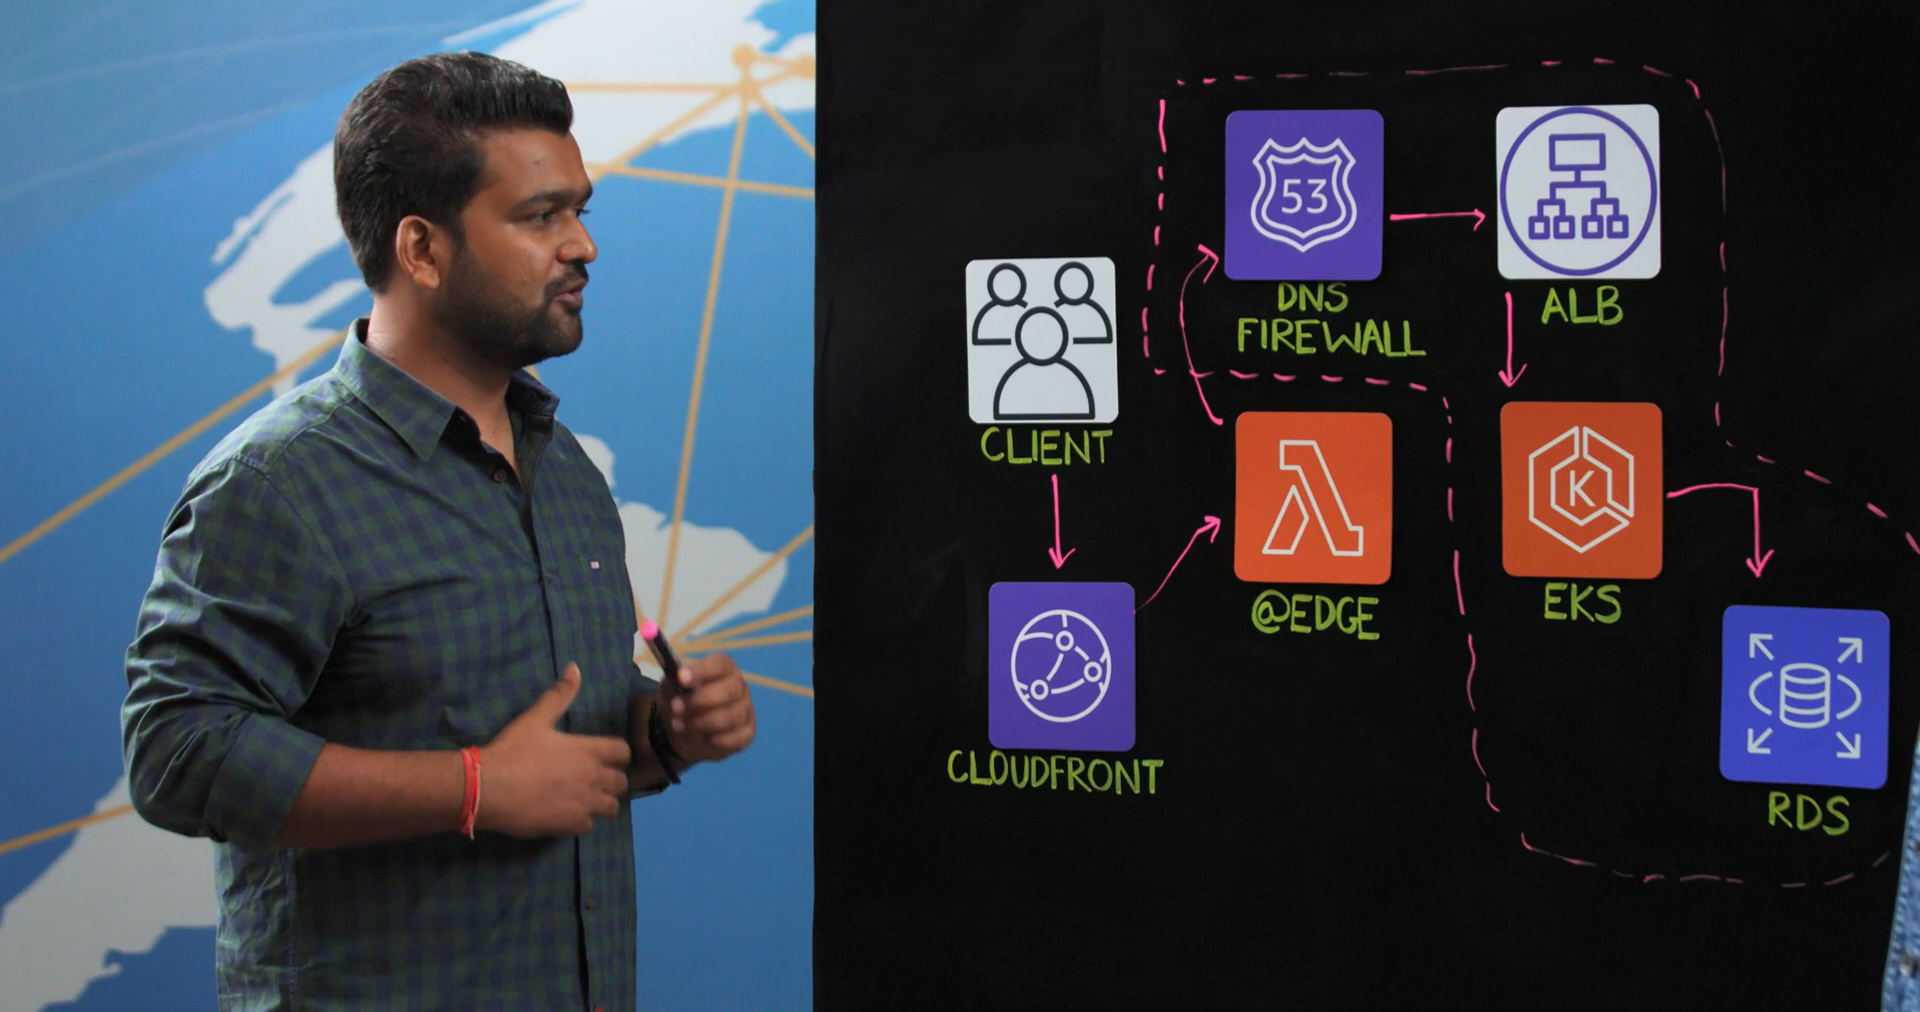 53
DNS
FIREWALL
ALB
CLIENT
K
@EDGE
EKS
CLOUDFRONT
RDS